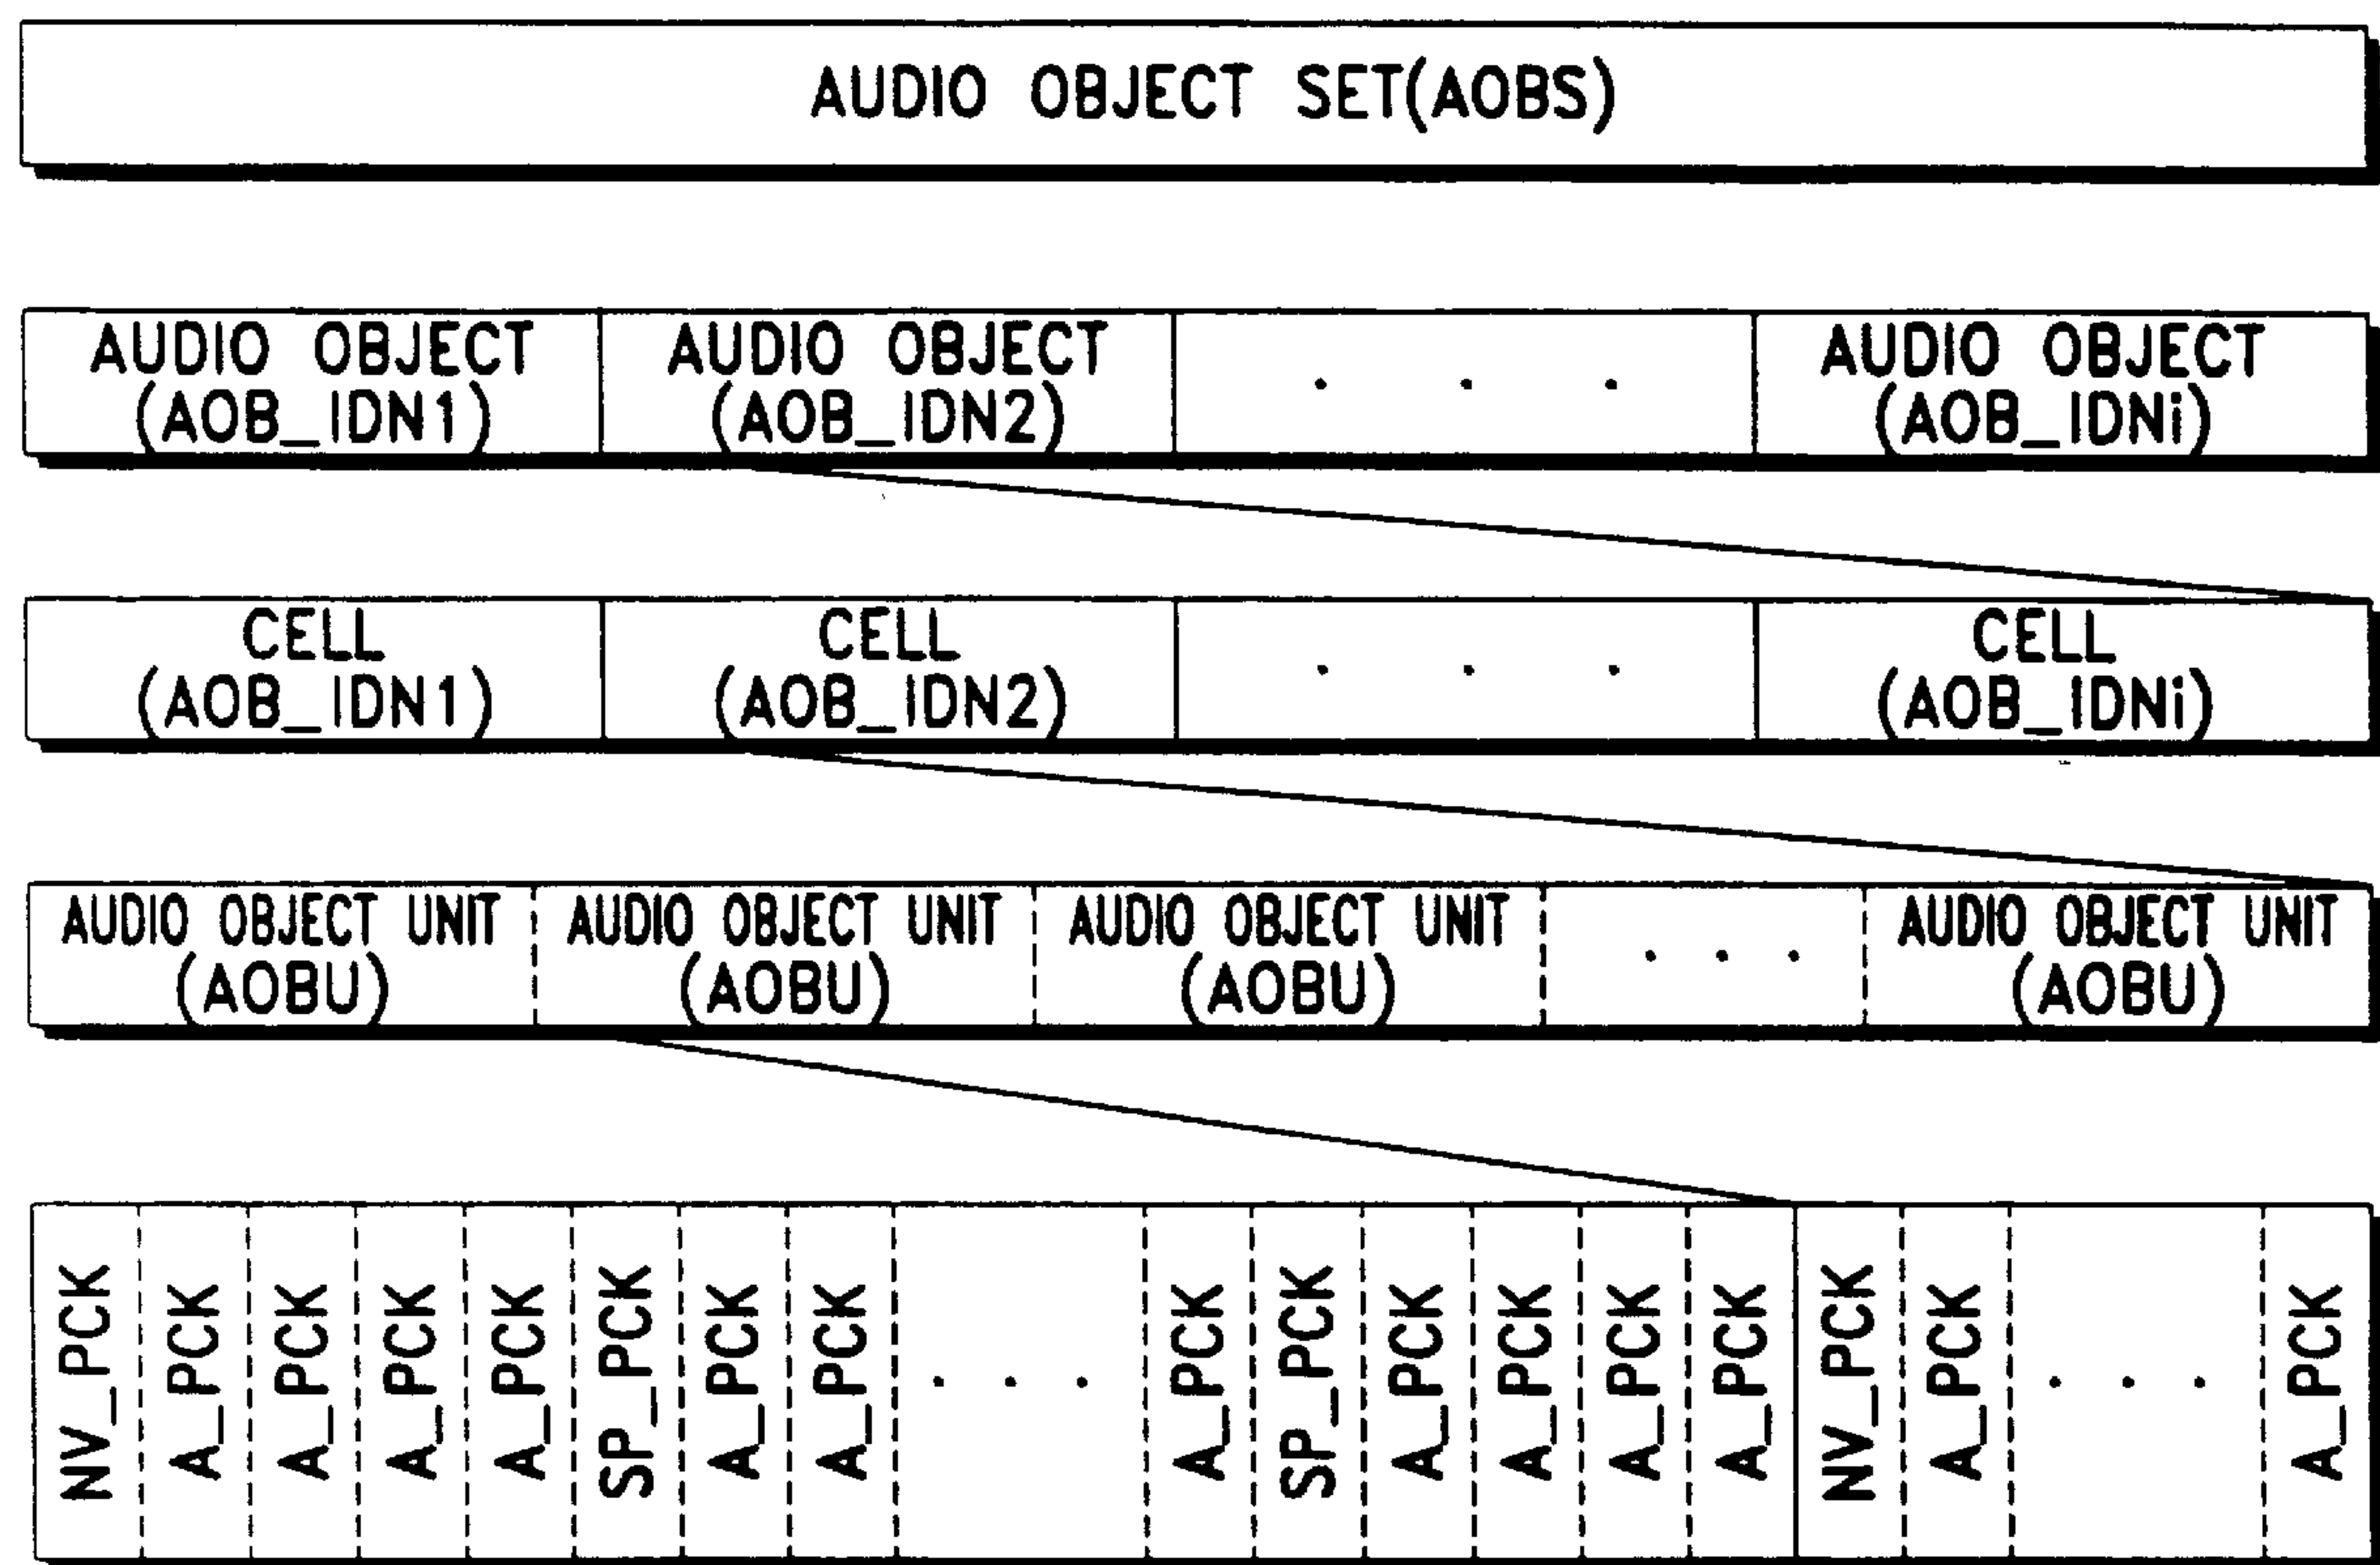 AUDIO OBJECT SET(AOBS)
AUDIO OBJECT
(AOB_IDN1)
AUDIO OBJECT
(AOB_IDN2)
. . .
AUDIO OBJECT
(AOB_IDNi)
CELL
(AOB_IDN1)
CELL
(AOB_IDN2)
. . .
CELL
(AOB_IDNi)
AUDIO OBJECT UNIT
(AOBU)
AUDIO OBJECT UNIT
(AOBU)
AUDIO OBJECT UNIT
(AOBU)
. . .
AUDIO OBJECT UNIT
(AOBU)
NV_PCK
A_PCK
A_PCK
A_PCK
A_PCK
SP_PCK
A_PCK
A_PCK
. . .
A_PCK
SP_PCK
A_PCK
A_PCK
A_PCK
A_PCK
NV_PCK
A_PCK
. . .
A_PCK